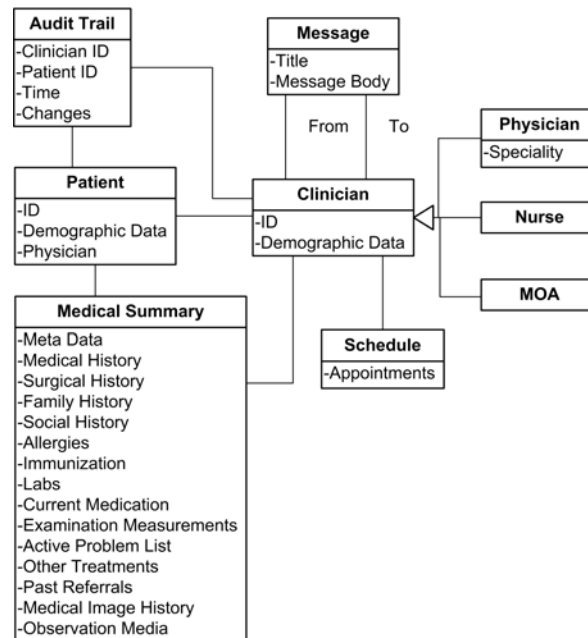 Audit Trail
-Clinician ID
-Patient ID
-Time
-Changes
Message
-Title
-Message Body
From
To
Physician
-Speciality
Patient
-ID
-Demographic Data
-Physician
Clinician
-ID
-Demographic Data
Nurse
MOA
Medical Summary
-Meta Data
-Medical History
-Surgical History
-Family History
-Social History
-Allergies
-Immunization
-Labs
-Current Medication
-Examination Measurements
-Active Problem List
-Other Treatments
-Past Referrals
-Medical Image History
-Observation Media
Schedule
-Appointments